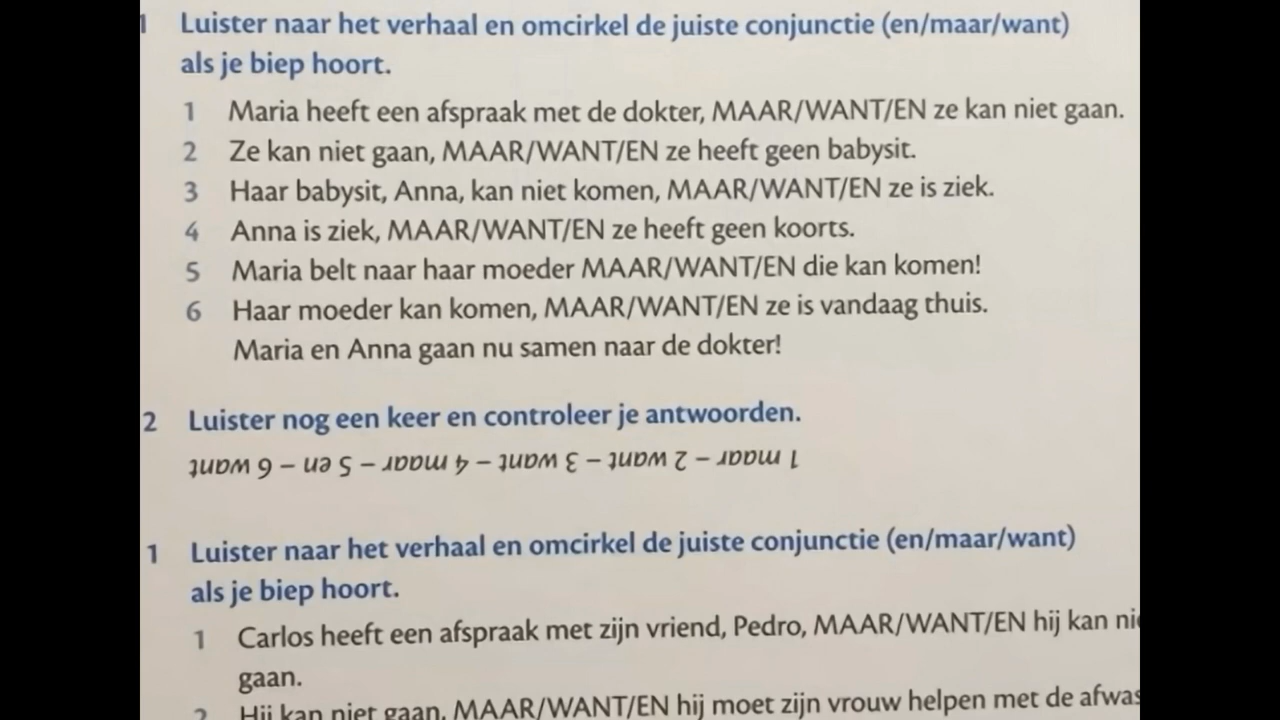 1 Luister naar het verhaal en omcirkel de juiste conjunctie (en/maar/want)
als je biep hoort.
1 Maria heeft een afspraak met de dokter, MAAR/WANT/EN ze kan niet gaan.
2 Ze kan niet gaan, MAAR/WANT/EN ze heeft geen babysit.
3 Haar babysit, Anna, kan niet komen, MAAR/WANT/EN ze is ziek.
4 Anna is ziek, MAAR/WANT/EN ze heeft geen koorts.
5 Maria belt naar haar moeder MAAR/WANT/EN die kan komen!
6 Haar moeder kan komen, MAAR/WANT/EN ze is vandaag thuis.
Maria en Anna gaan nu samen naar de dokter!
2 Luister nog een keer en controleer je antwoorden.
1 maar – 2 want – 3 want – 4 maar – 5 en – 6 want
1 Luister naar het verhaal en omcirkel de juiste conjunctie (en/maar/want)
als je biep hoort.
1 Carlos heeft een afspraak met zijn vriend, Pedro, MAAR/WANT/EN hij kan
gaan.
2 Hij kan niet gaan, MAAR/WANT/EN hij moet zijn vrouw helpen met de